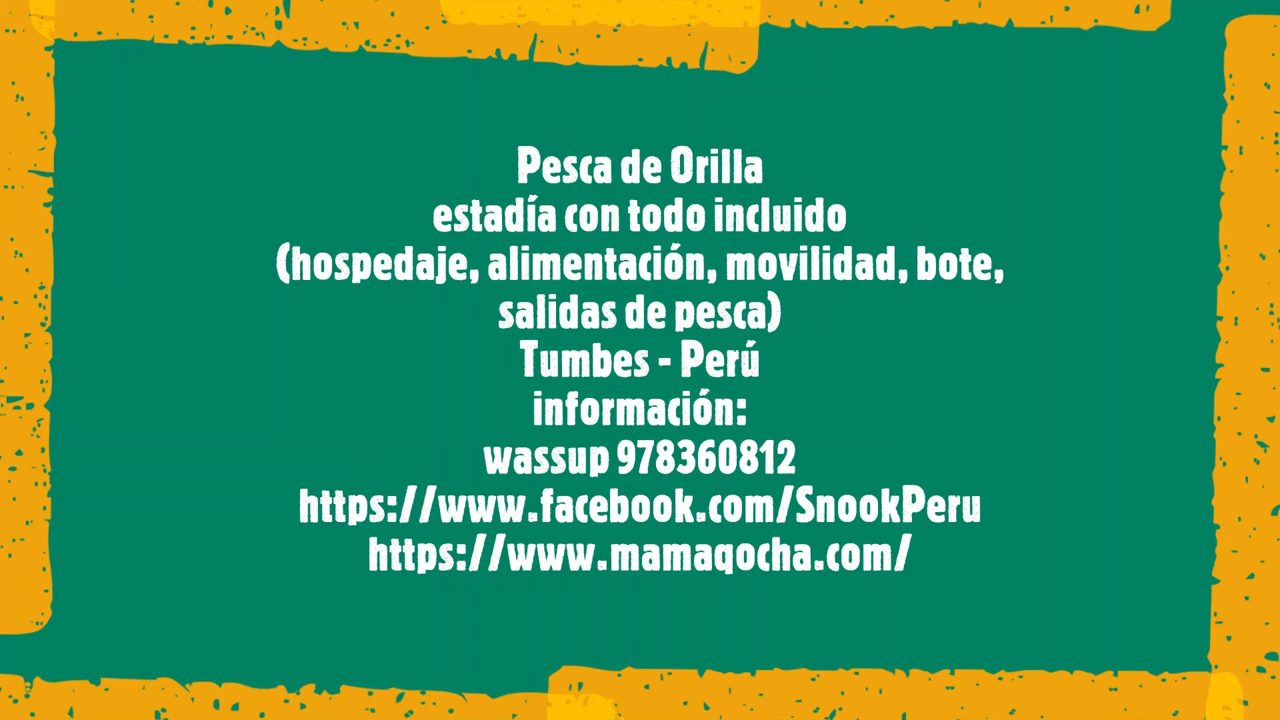 Pesca de Orilla
estadía con todo incluido
(hospedaje, alimentación, movilidad, bote,
salidas de pesca)
Tumbes - Perú
información:
wassup 978360812
https://www.facebook.com/SnookPeru
https://www.mamaqocha.com/